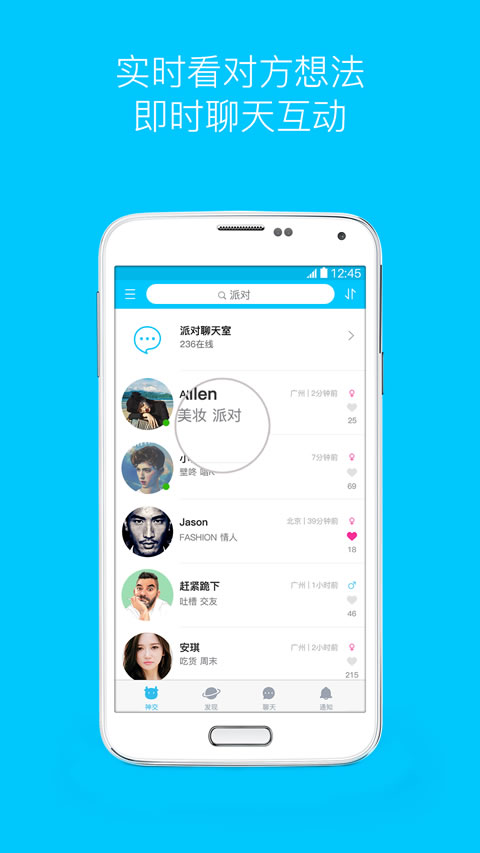 实时看对方想法
即时聊天互动
12:45
派对
派对聊天室
236在线
Allen
广州 | 2分钟前
美妆 派对
25
7分钟前
壁咚
69
Jason
北京 | 39分钟前
FASHION 情人
18
赶紧跪下
广州 | 1小时前
吐槽 交友
46
安琪
广州 | 2小时前
吃货 周末
215
神交
发现
聊天
通知